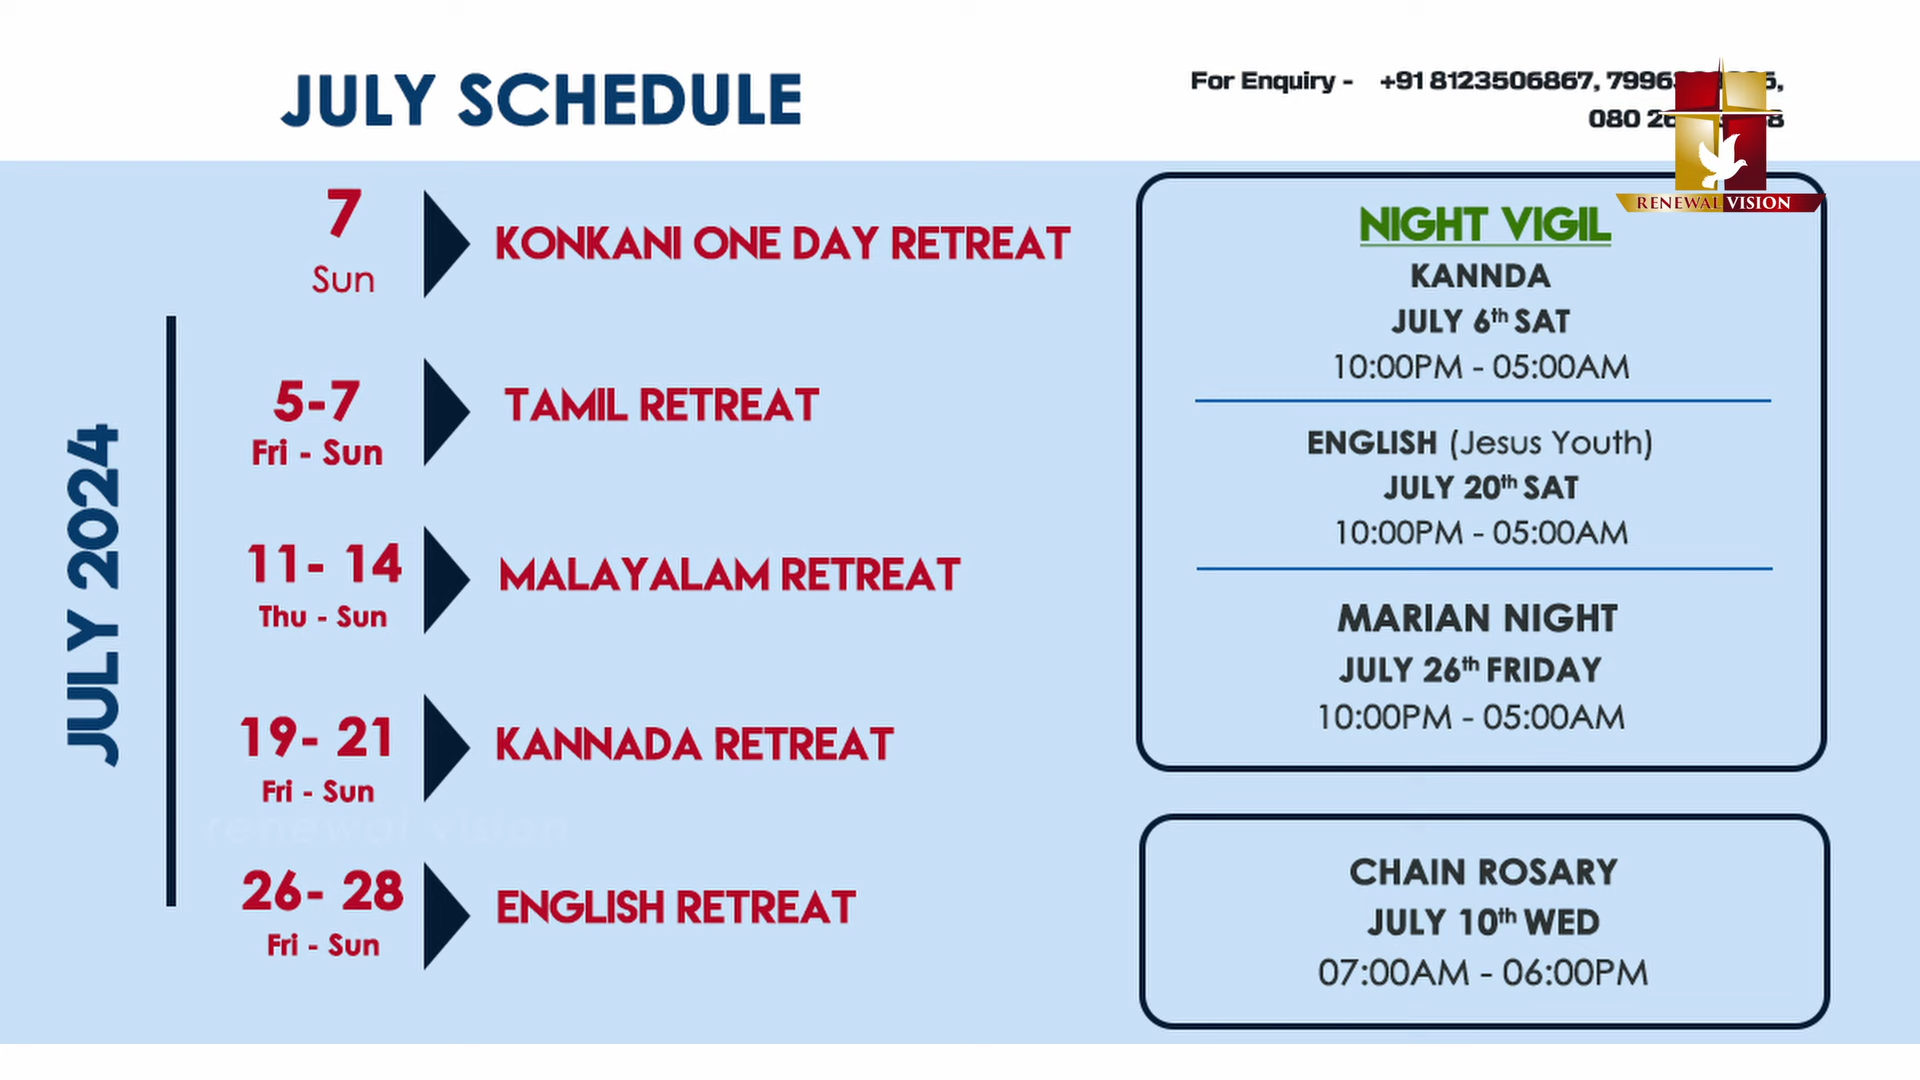 JULY SCHEDULE
For Enquiry - +91 8123506867,
080
RENEWAL VISION
JULY 2024
7
Sun
KONKANI ONE DAY RETREAT
5-7
Fri - Sun
TAMIL RETREAT
11- 14
Thu - Sun
MALAYALAM RETREAT
19- 21
Fri - Sun
KANNADA RETREAT
renewal vision
26- 28
Fri - Sun
ENGLISH RETREAT
NIGHT VIGIL
KANNDA
JULY 6th SAT
10:00PM - 05:00AM
ENGLISH (Jesus Youth)
JULY 20th SAT
10:00PM - 05:00AM
MARIAN NIGHT
JULY 26th FRIDAY
10:00PM - 05:00AM
CHAIN ROSARY
JULY 10th WED
07:00AM - 06:00PM